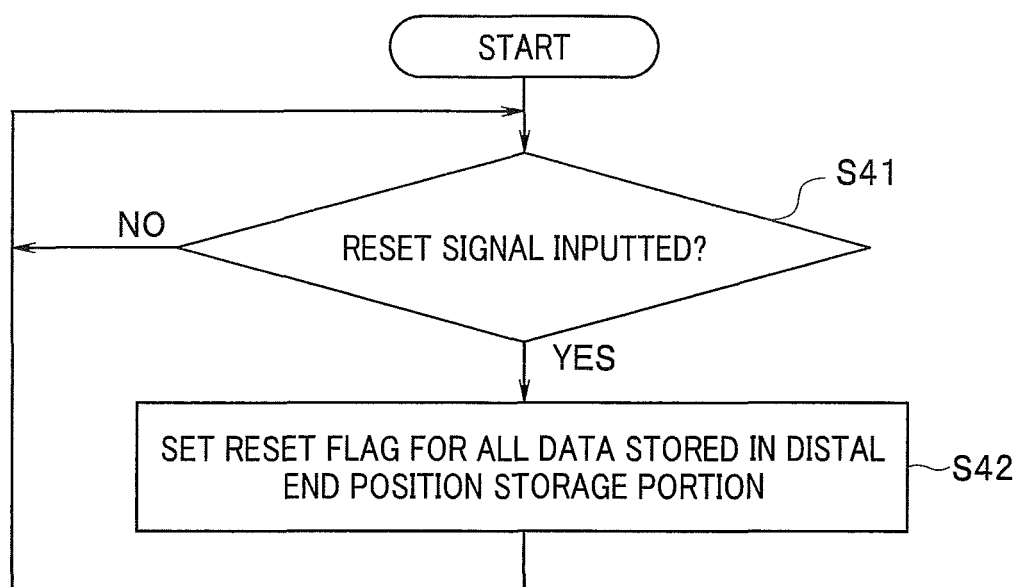 START
S41
NO
RESET SIGNAL INPUTTED?
YES
SET RESET FLAG FOR ALL DATA STORED IN DISTAL
END POSITION STORAGE PORTION
S42